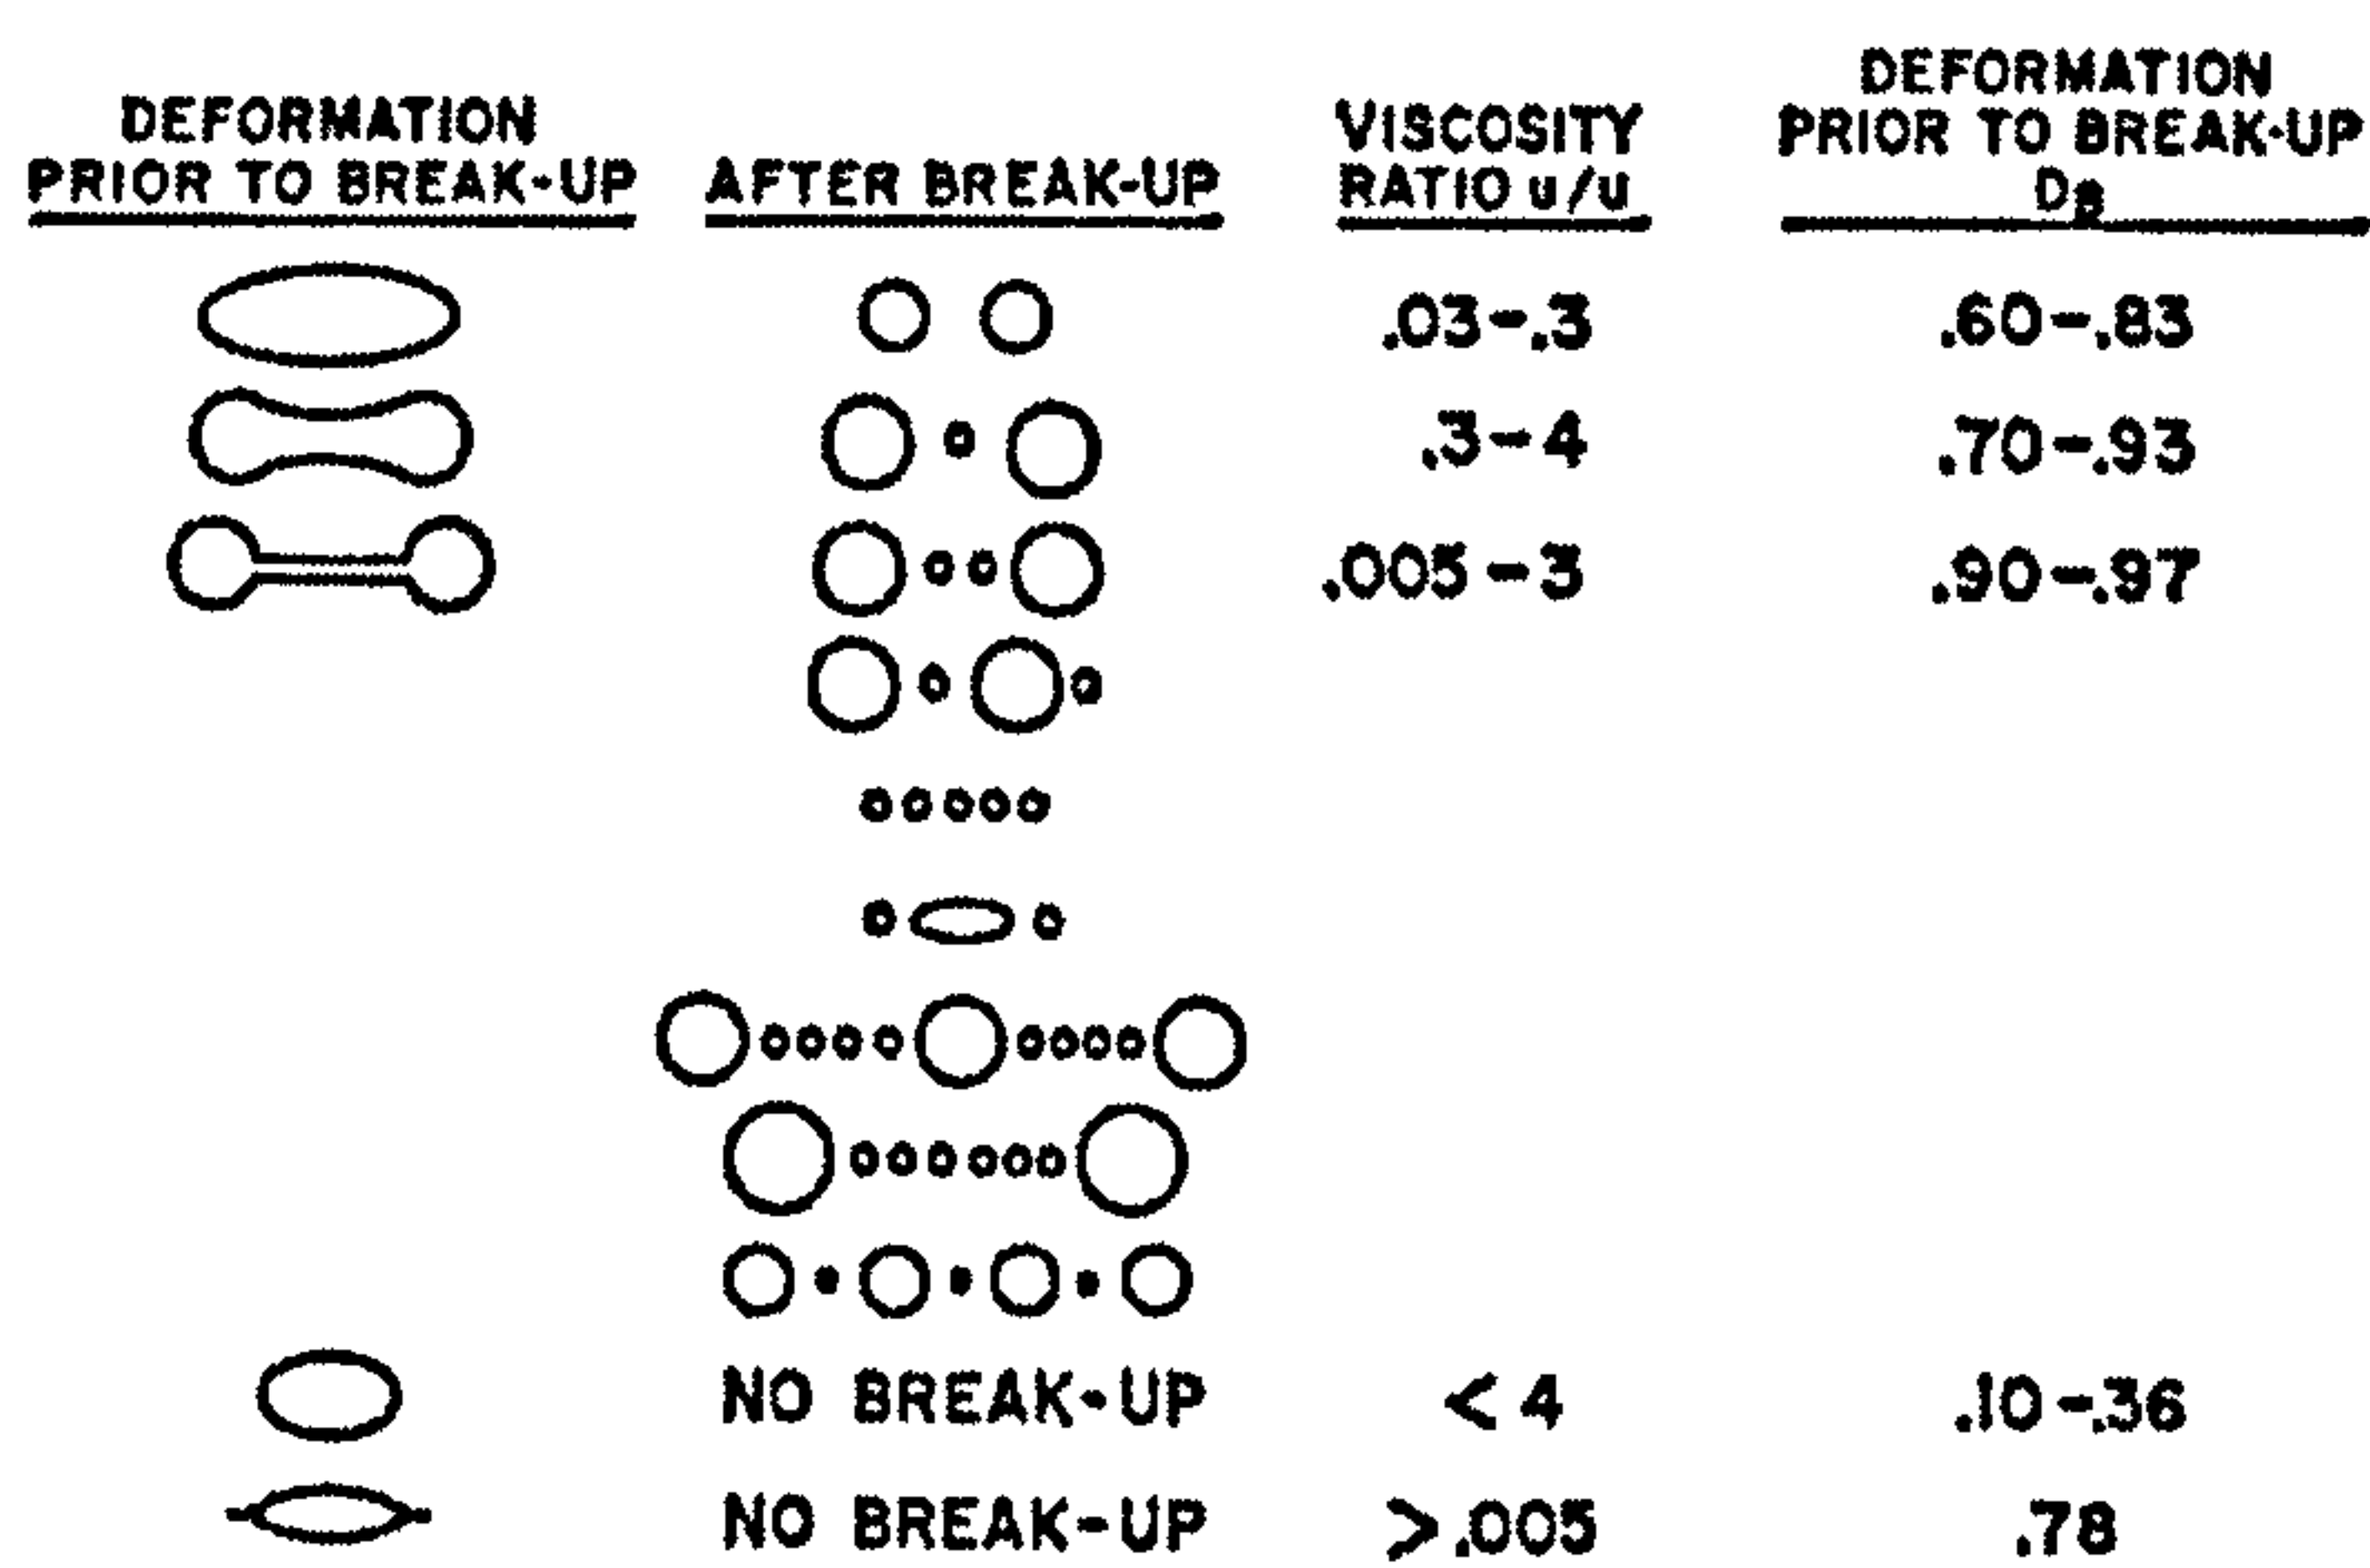 DEFORMATION
PRIOR TO BREAK-UP
AFTER BREAK-UP
VISCOSITY
RATIO u/u
DEFORMATION
PRIOR TO BREAK-UP
DB
.03-.3 .60-.83
.3-4 .70-.93
.005-3 .90-.97
NO BREAK-UP < 4 .10-.36
NO BREAK-UP >.005 .78